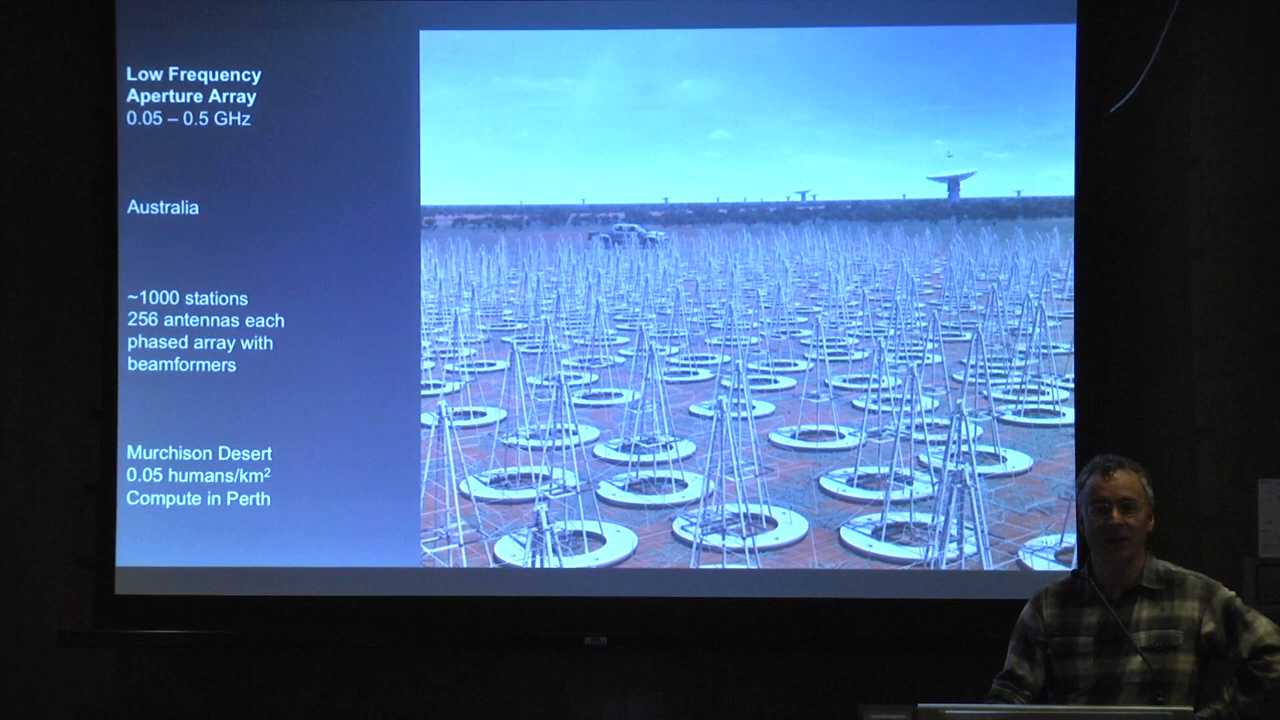 Low Frequency
Aperture Array
0.05 – 0.5 GHz
Australia
~1000 stations
256 antennas each
phased array with
beamformers
Murchison Desert
0.05 humans/km²
Compute in Perth